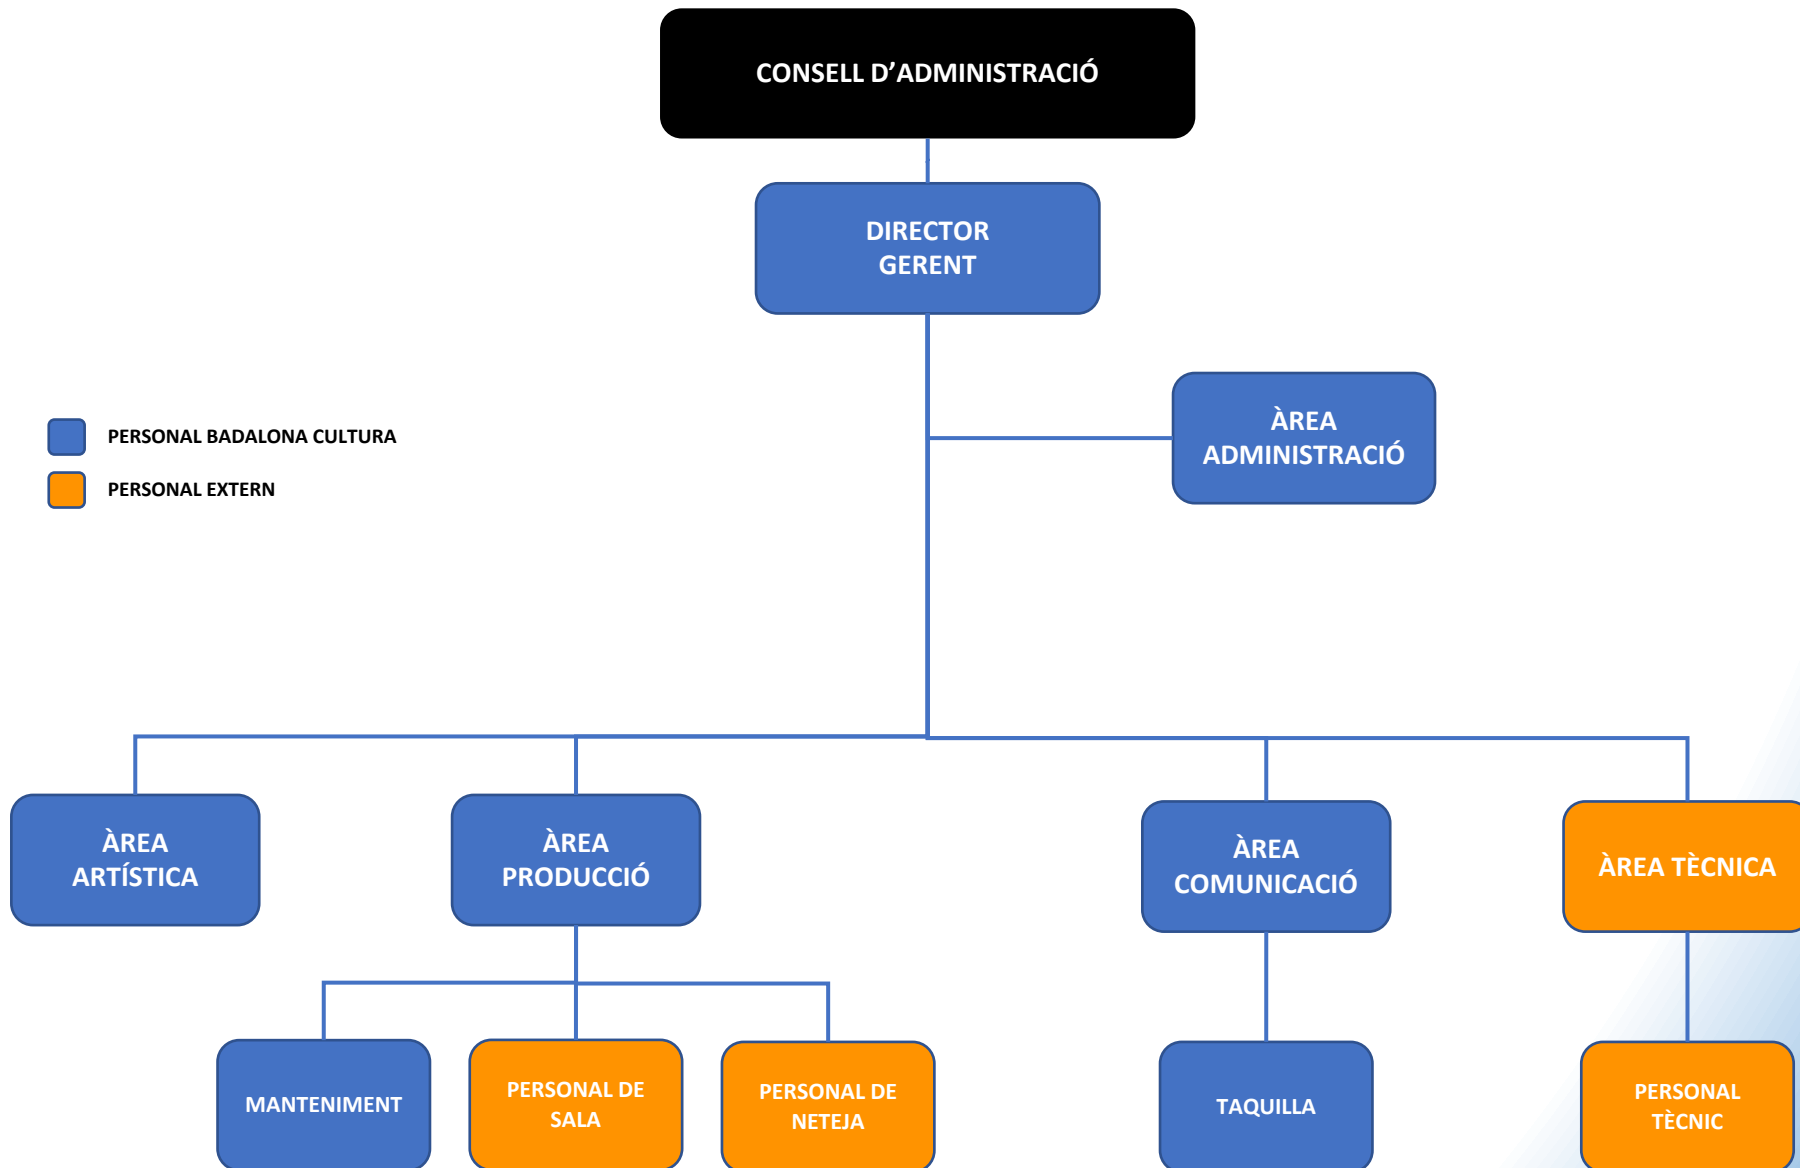 CONSELL D’ADMINISTRACIÓ
DIRECTOR
GERENT
ÀREA
ADMINISTRACIÓ
PERSONAL BADALONA CULTURA
PERSONAL EXTERN
ÀREA
ARTÍSTICA
ÀREA
PRODUCCIÓ
ÀREA
COMUNICACIÓ
ÀREA TÈCNICA
MANTENIMENT
PERSONAL DE
SALA
PERSONAL DE
NETEJA
TAQUILLA
PERSONAL
TÈCNIC